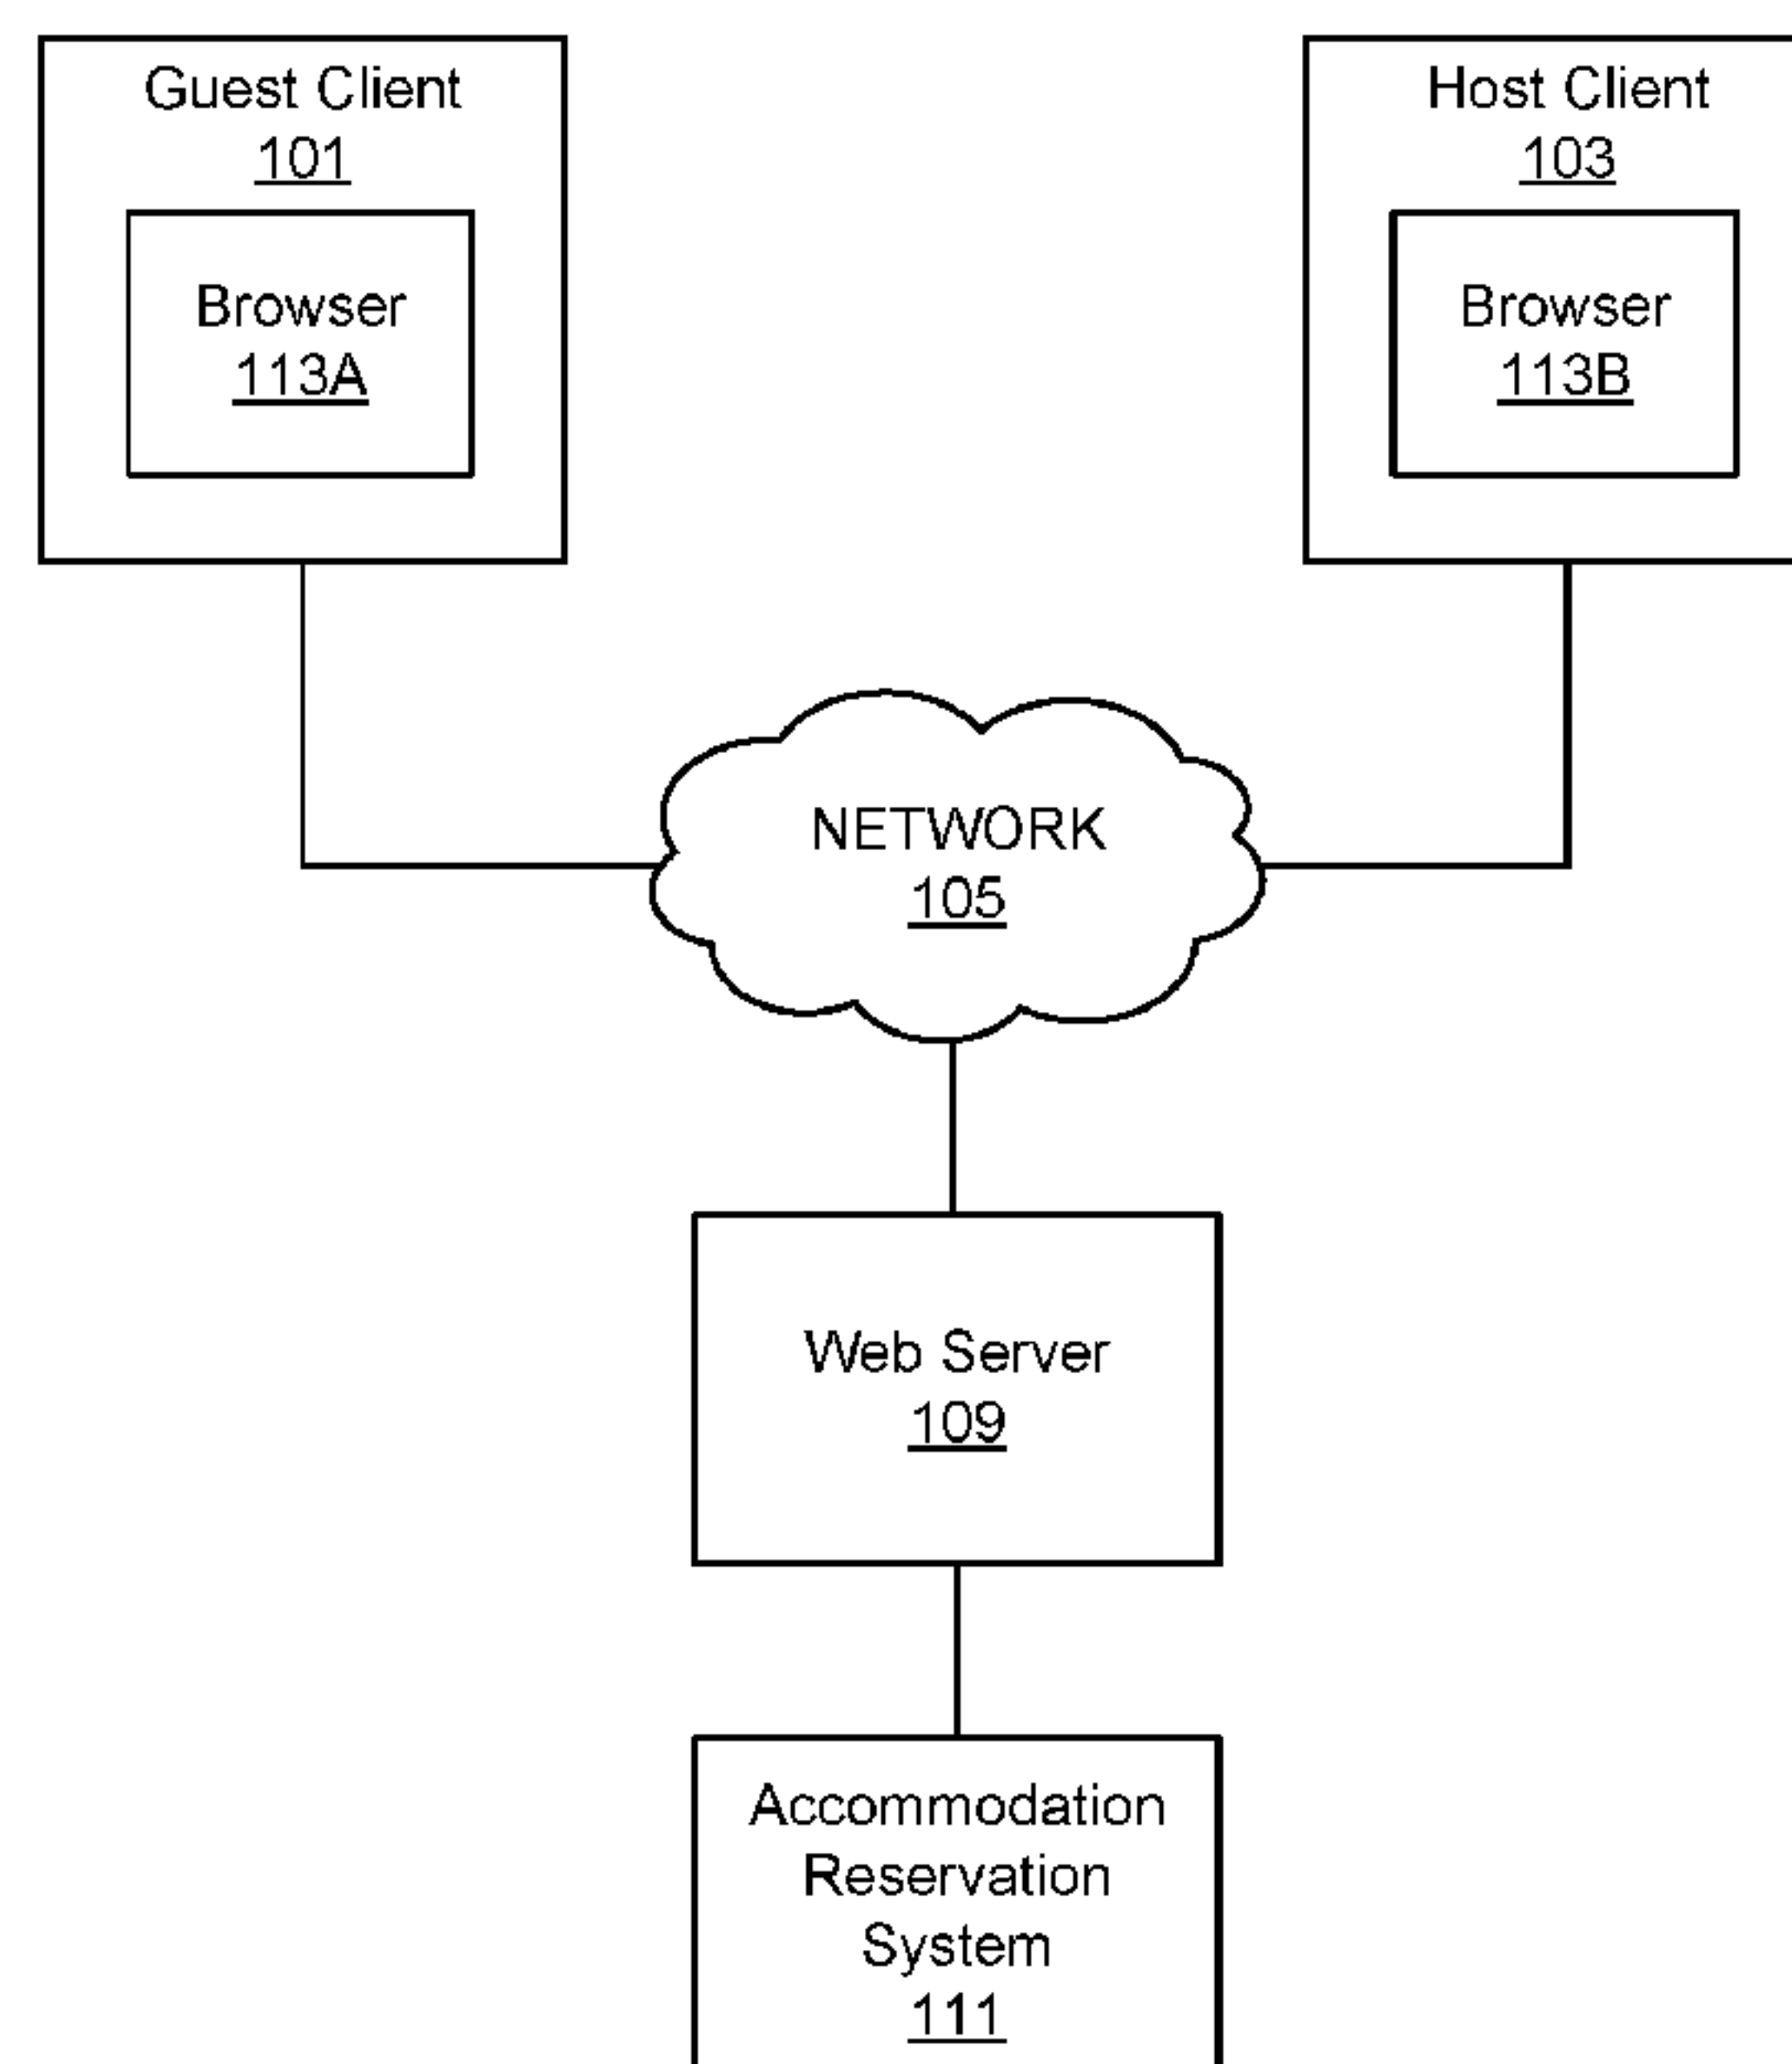 Guest Client
101
Browser
113A
Host Client
103
Browser
113B
NETWORK
105
Web Server
109
Accommodation
Reservation
System
111